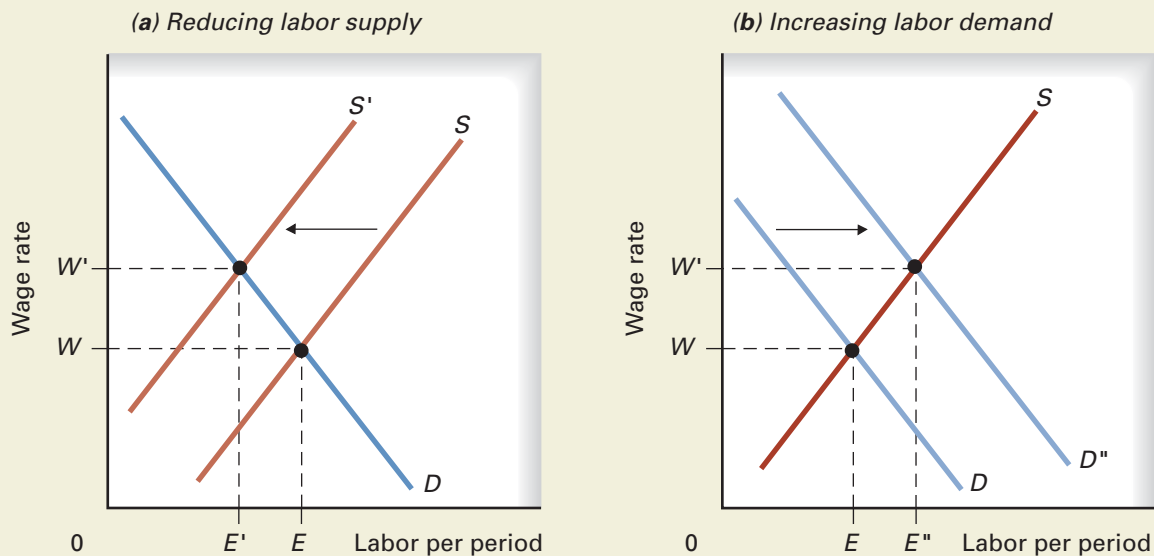 (a) Reducing labor supply
S'
S
Wage rate
W'
W
D
0
E'
E
Labor per period
(b) Increasing labor demand
S
Wage rate
W'
W
D"
D
0
E
E"
Labor per period